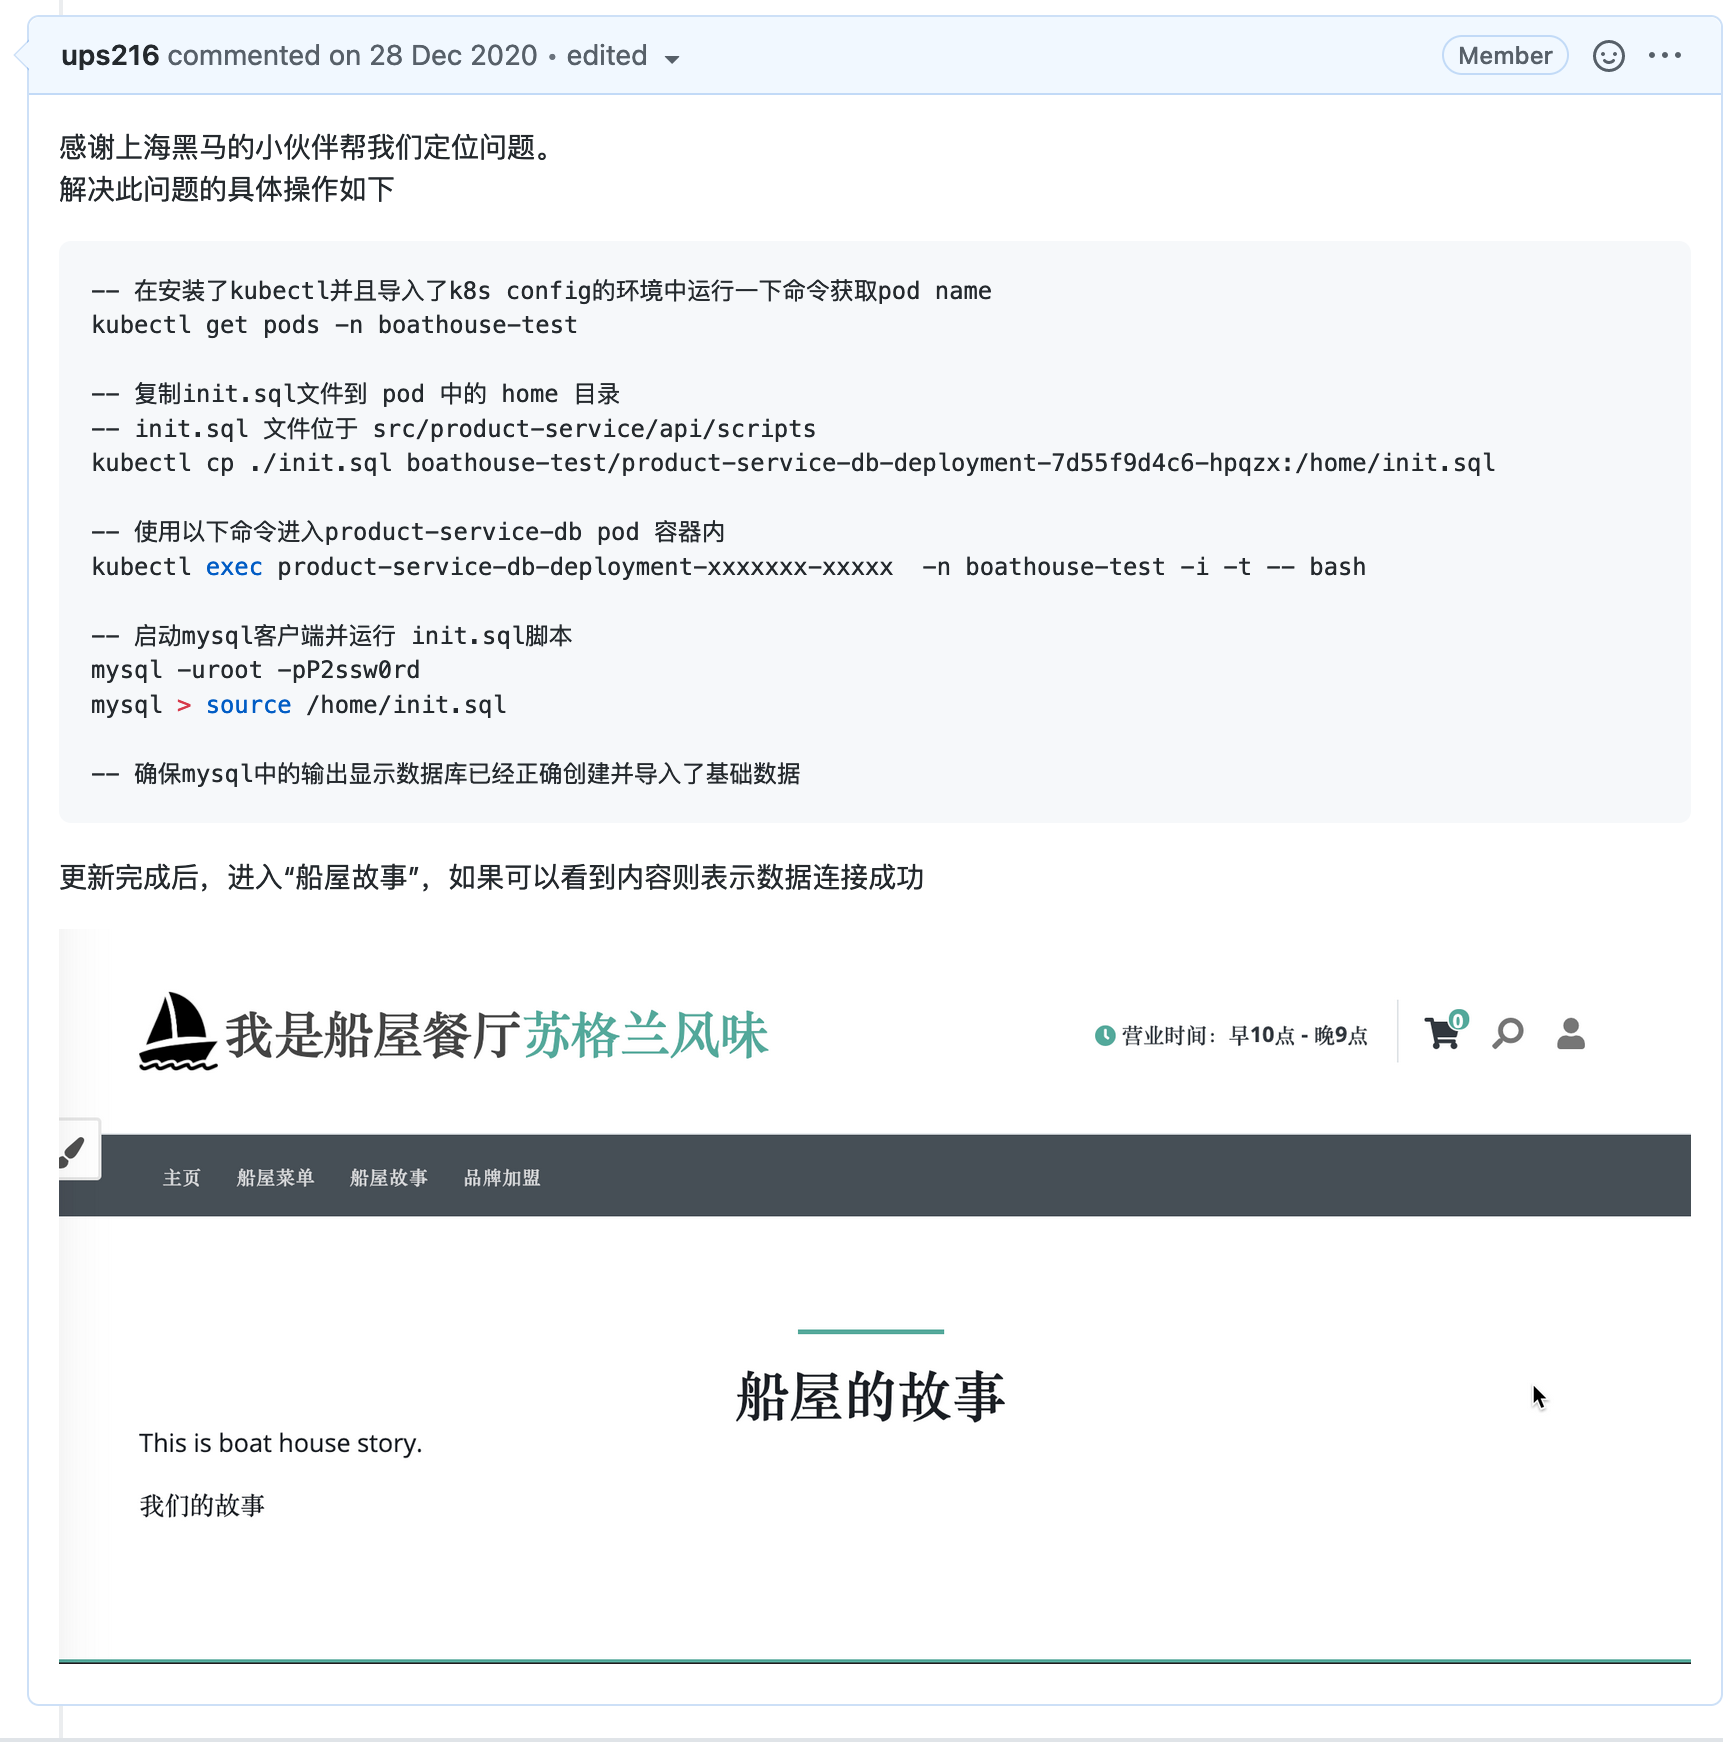 ups216 commented on 28 Dec 2020 • edited
Member
感谢上海黑马的小伙伴帮我们定位问题。
解决此问题的具体操作如下
-- 在安装了kubectl并且导入了k8s config的环境中运行一下命令获取pod name
kubectl get pods -n boathouse-test
-- 复制init.sql文件到 pod 中的 home 目录
-- init.sql 文件位于 src/product-service/api/scripts
kubectl cp ./init.sql boathouse-test/product-service-db-deployment-7d55f9d4c6-hpqzx:/home/init.sql
-- 使用以下命令进入product-service-db pod 容器内
kubectl exec product-service-db-deployment-xxxxxxx-xxxxx  -n boathouse-test -i -t -- bash
-- 启动mysql客户端并运行 init.sql脚本
mysql -uroot -pP2ssw0rd
mysql > source /home/init.sql
-- 确保mysql中的输出显示数据库已经正确创建并导入了基础数据
更新完成后，进入“船屋故事”，如果可以看到内容则表示数据连接成功
我是船屋餐厅苏格兰风味
营业时间：早10点 - 晚9点
0
主页 船屋菜单 船屋故事 品牌加盟
船屋的故事
This is boat house story.
我们的故事